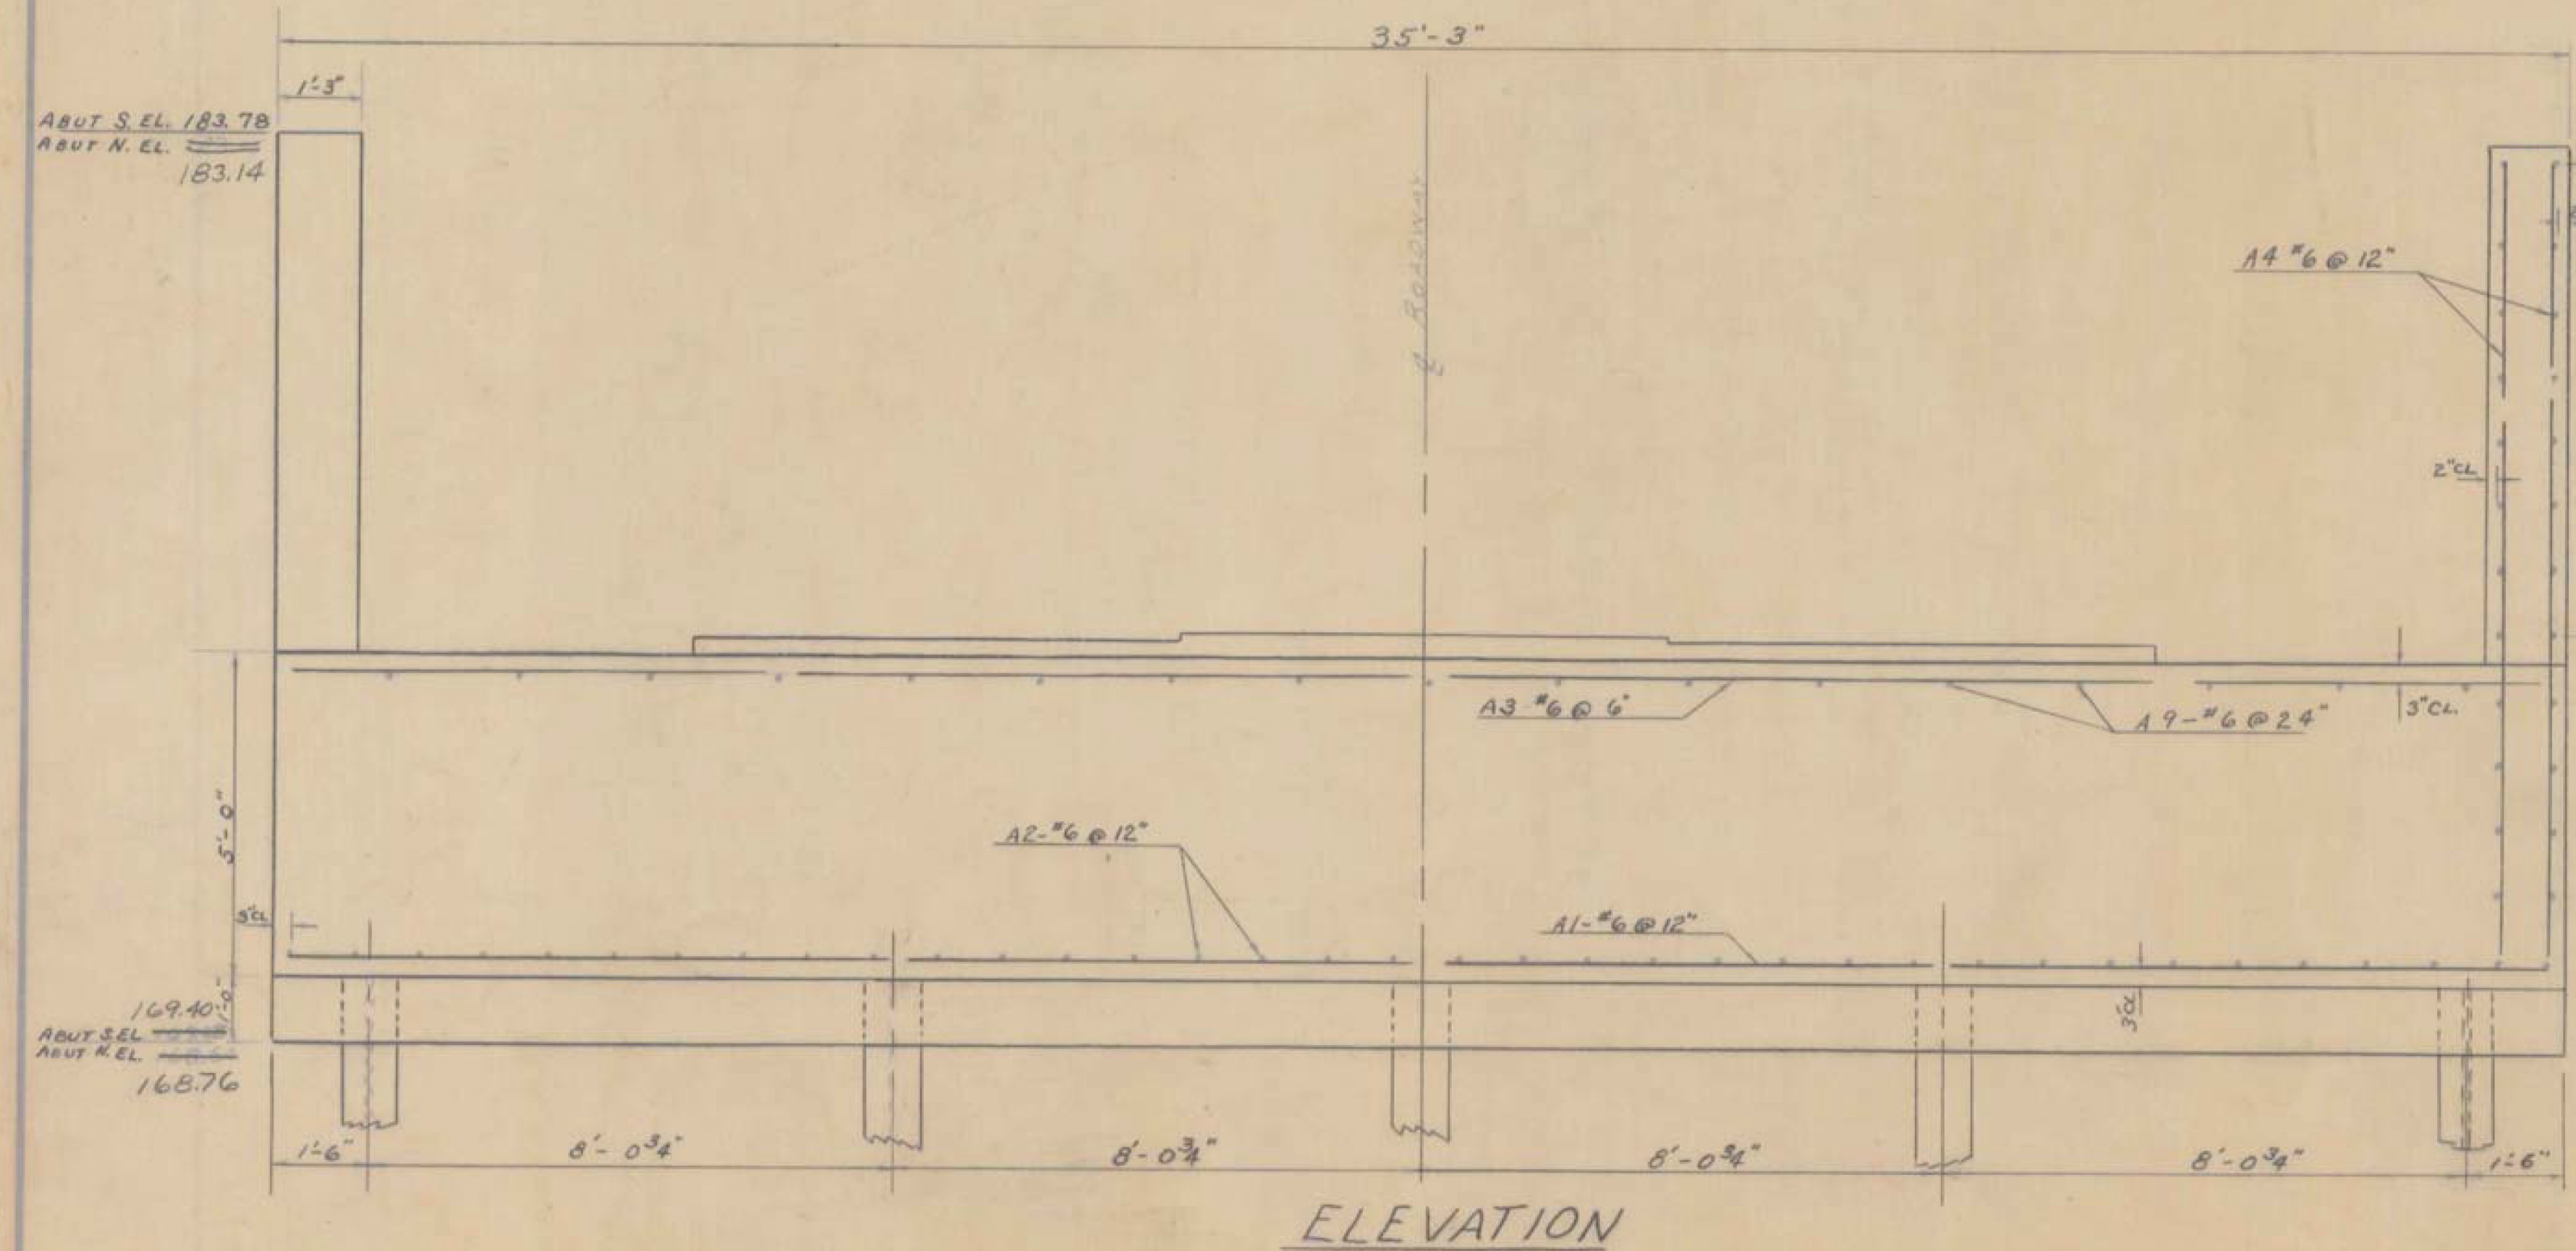 35'-3"
1'-3"
ABUT S. EL. 183.78
ABUT N. EL.
183.14
℄ ROADWAY
A4 #6 @ 12"
2"CL
A3 #6 @ 6"
A9-#6 @ 24"
3"CL.
5'-0"
A2-#6 @ 12"
3"CL
A1-#6 @ 12"
1'-0"
169.40
ABUT S.EL
ABUT N.EL.
168.76
3"CL
1'-6"
8'-0¾"
8'-0¾"
8'-0¾"
8'-0¾"
1'-6"
ELEVATION